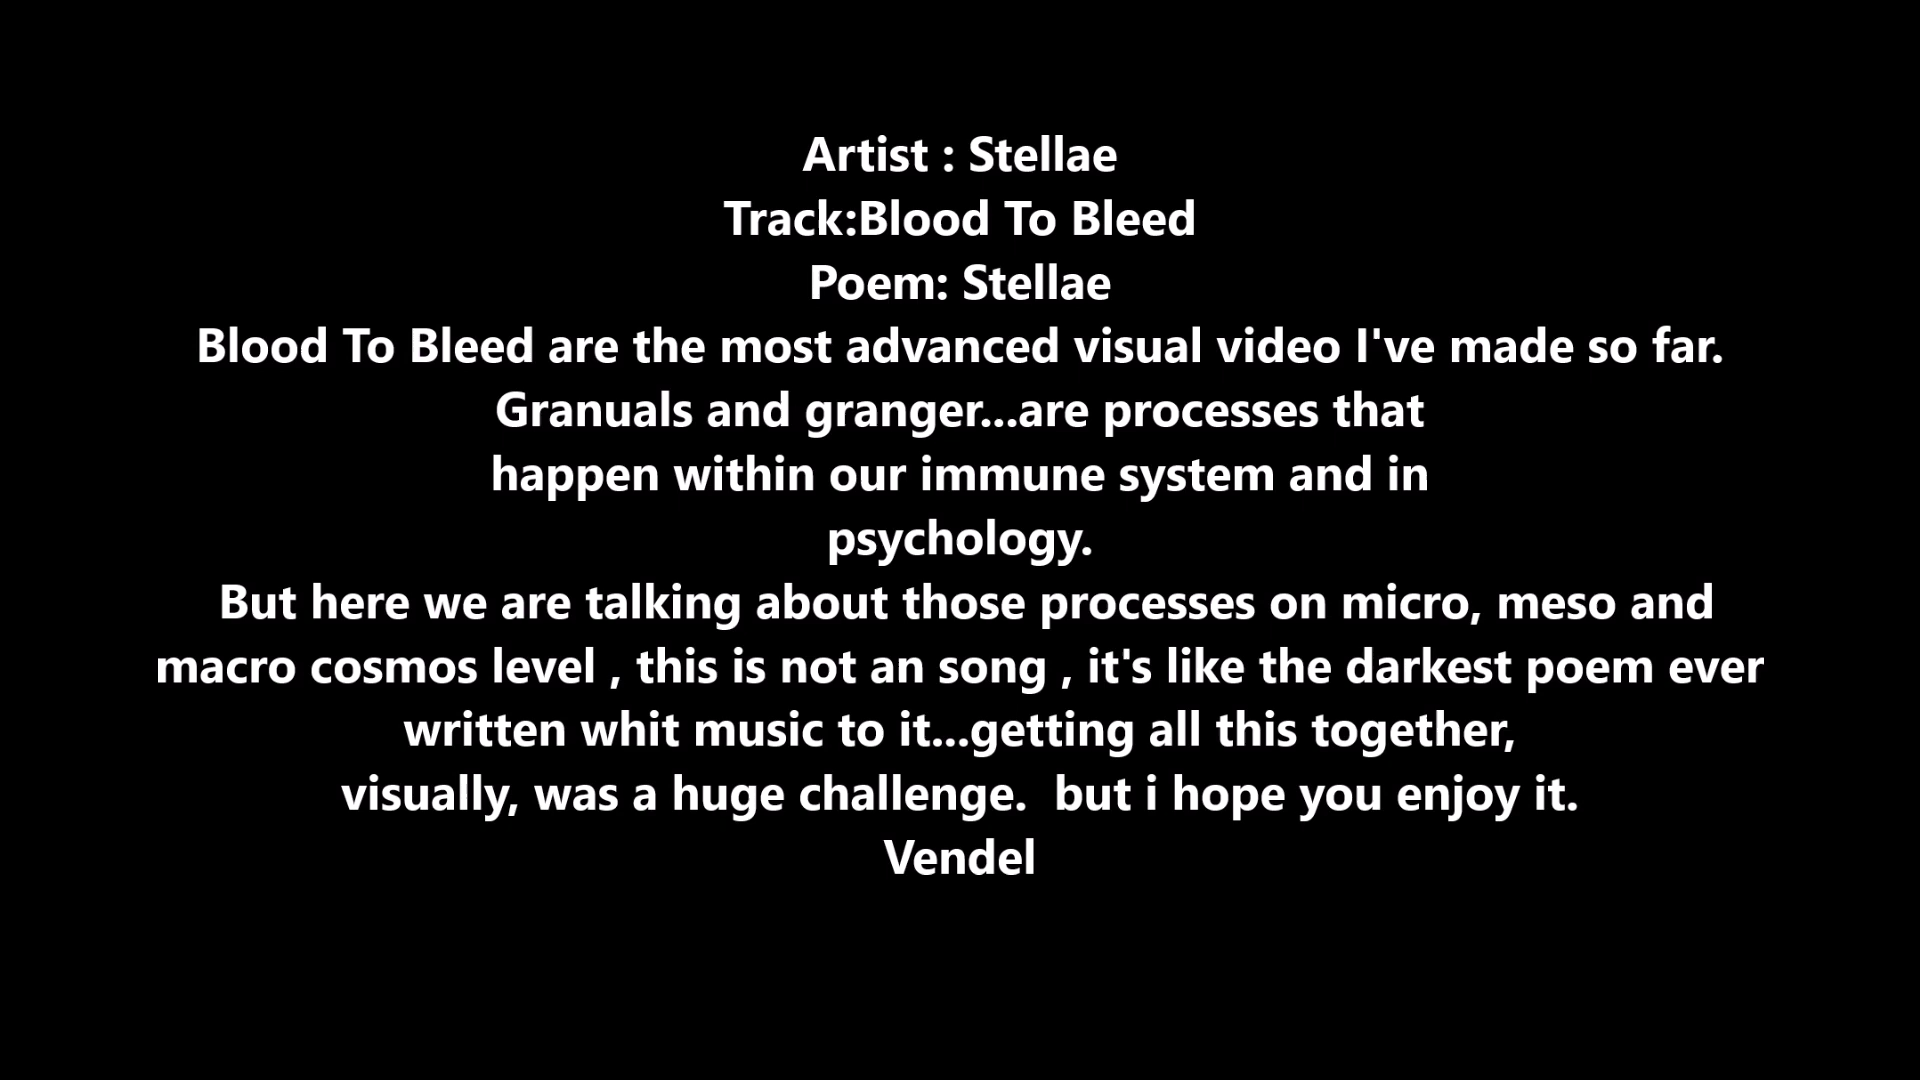 Artist : Stellae
Track:Blood To Bleed
Poem: Stellae
Blood To Bleed are the most advanced visual video I've made so far.
Granuals and granger...are processes that
happen within our immune system and in
psychology.
But here we are talking about those processes on micro, meso and
macro cosmos level , this is not an song , it's like the darkest poem ever
written whit music to it...getting all this together,
visually, was a huge challenge.  but i hope you enjoy it.
Vendel